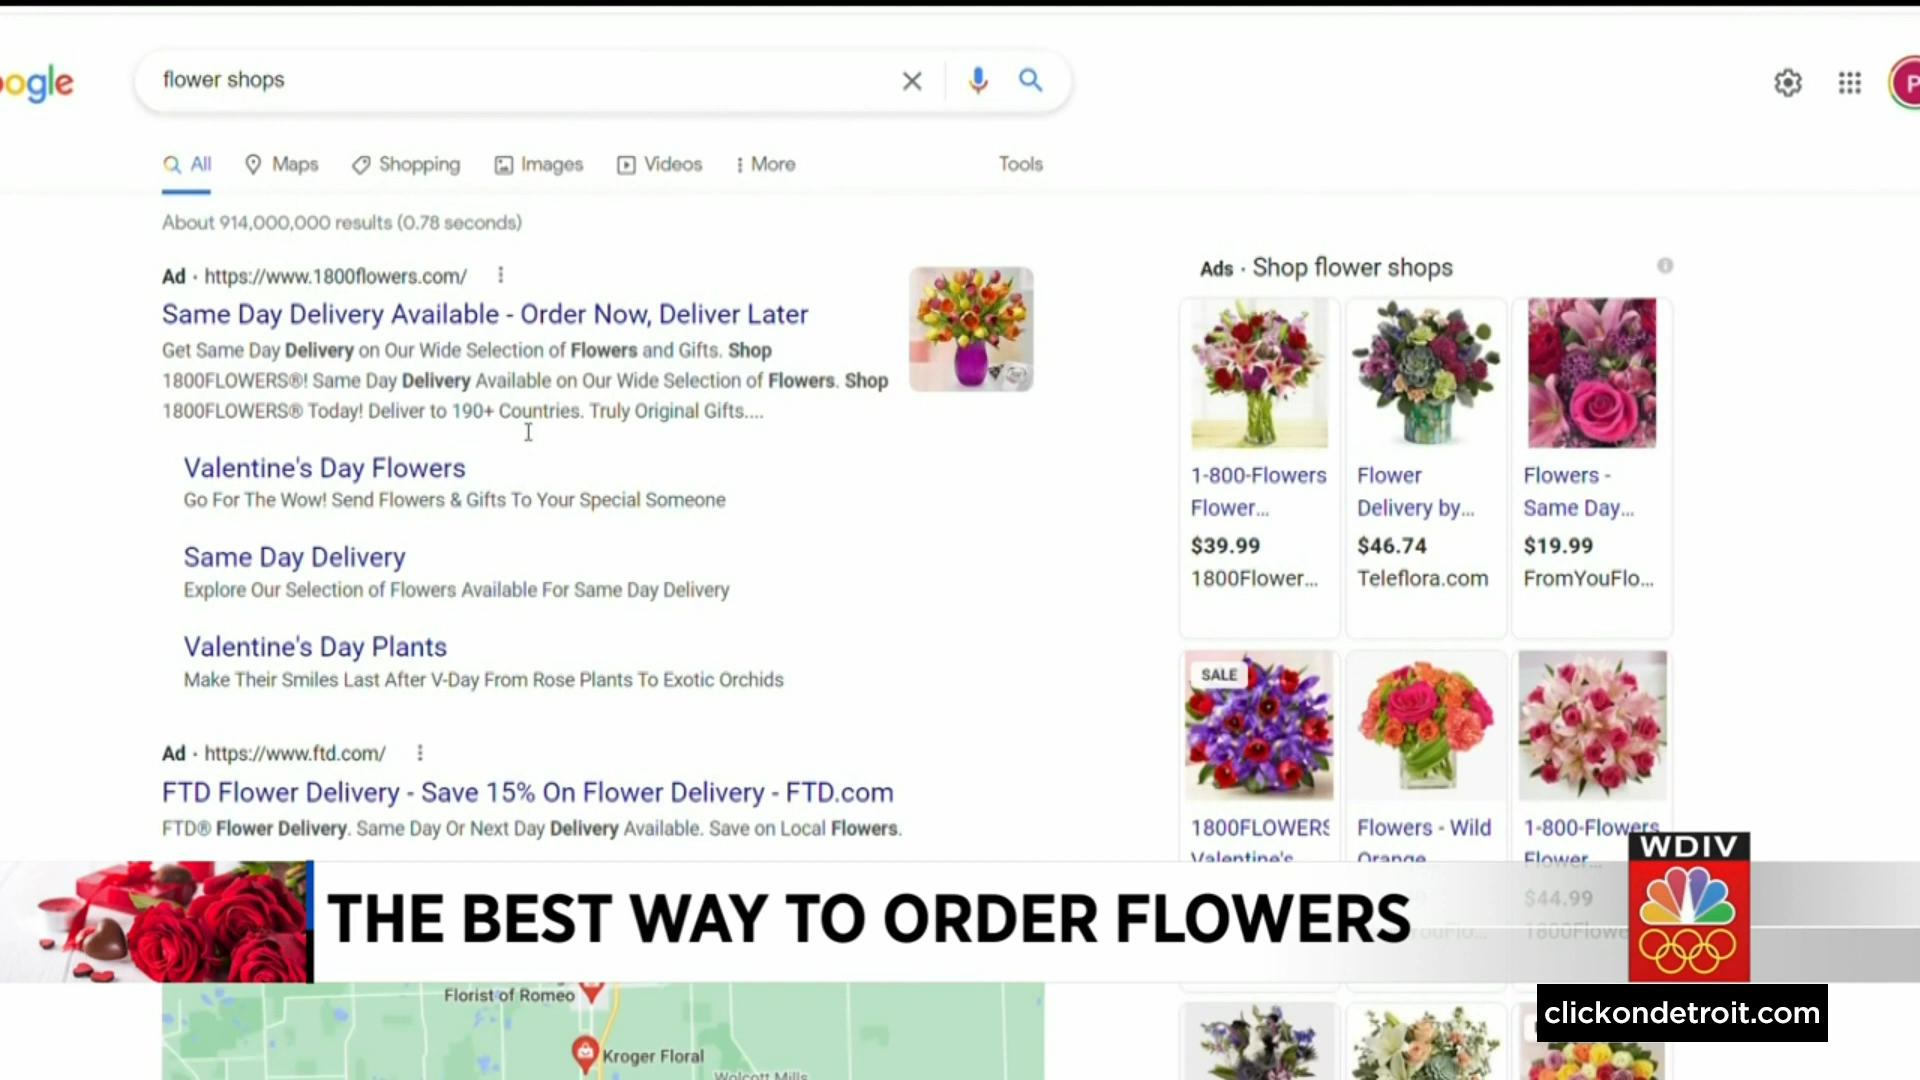 ogle
flower shops
P
All
Maps
Shopping
Images
Videos
More
Tools
About 914,000,000 results (0.78 seconds)
Ad · https://www.1800flowers.com/
Same Day Delivery Available - Order Now, Deliver Later
Get Same Day Delivery on Our Wide Selection of Flowers and Gifts. Shop
1800FLOWERS®! Same Day Delivery Available on Our Wide Selection of Flowers. Shop
1800FLOWERS® Today! Deliver to 190+ Countries. Truly Original Gifts....
Valentine's Day Flowers
Go For The Wow! Send Flowers & Gifts To Your Special Someone
Same Day Delivery
Explore Our Selection of Flowers Available For Same Day Delivery
Valentine's Day Plants
Make Their Smiles Last After V-Day From Rose Plants To Exotic Orchids
Ad · https://www.ftd.com/
FTD Flower Delivery - Save 15% On Flower Delivery - FTD.com
FTD® Flower Delivery. Same Day Or Next Day Delivery Available. Save on Local Flowers.
Ads · Shop flower shops
1-800-Flowers
Flower...
$39.99
1800Flower...
Flower
Delivery by...
$46.74
Teleflora.com
Flowers -
Same Day...
$19.99
FromYouFlo...
SALE
1800FLOWERS
Valentine's
Flowers - Wild
Orange
1-800-Flowers
Flower...
$44.99
1800Flowe
THE BEST WAY TO ORDER FLOWERS
WDIV
clickondetroit.com
Florist of Romeo
Kroger Floral
Wolcott Mills